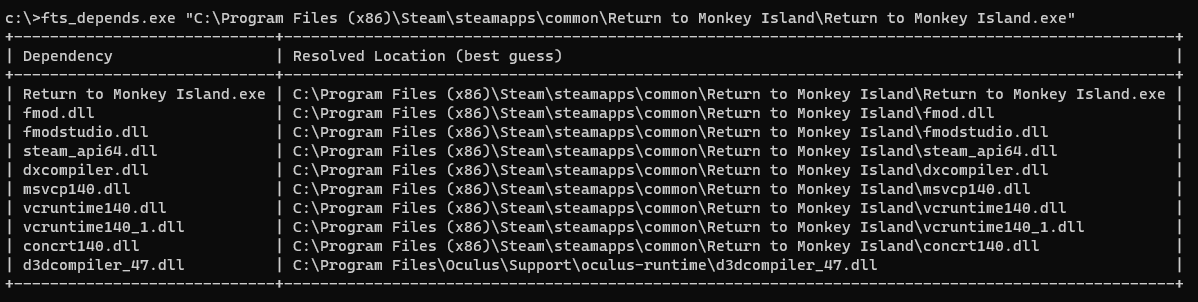 c:\>fts_depends.exe "C:\Program Files (x86)\Steam\steamapps\common\Return to Monkey Island\Return to Monkey Island.exe"
+-----------------------------+---------------------------------------------------------------------------------------------------+
| Dependency                  | Resolved Location (best guess)                                                                    |
+-----------------------------+---------------------------------------------------------------------------------------------------+
| Return to Monkey Island.exe | C:\Program Files (x86)\Steam\steamapps\common\Return to Monkey Island\Return to Monkey Island.exe |
| fmod.dll                    | C:\Program Files (x86)\Steam\steamapps\common\Return to Monkey Island\fmod.dll                    |
| fmodstudio.dll              | C:\Program Files (x86)\Steam\steamapps\common\Return to Monkey Island\fmodstudio.dll              |
| steam_api64.dll             | C:\Program Files (x86)\Steam\steamapps\common\Return to Monkey Island\steam_api64.dll             |
| dxcompiler.dll              | C:\Program Files (x86)\Steam\steamapps\common\Return to Monkey Island\dxcompiler.dll              |
| msvcp140.dll                | C:\Program Files (x86)\Steam\steamapps\common\Return to Monkey Island\msvcp140.dll                |
| vcruntime140.dll            | C:\Program Files (x86)\Steam\steamapps\common\Return to Monkey Island\vcruntime140.dll            |
| vcruntime140_1.dll          | C:\Program Files (x86)\Steam\steamapps\common\Return to Monkey Island\vcruntime140_1.dll          |
| concrt140.dll               | C:\Program Files (x86)\Steam\steamapps\common\Return to Monkey Island\concrt140.dll               |
| d3dcompiler_47.dll          | C:\Program Files\Oculus\Support\oculus-runtime\d3dcompiler_47.dll                                 |
+-----------------------------+---------------------------------------------------------------------------------------------------+